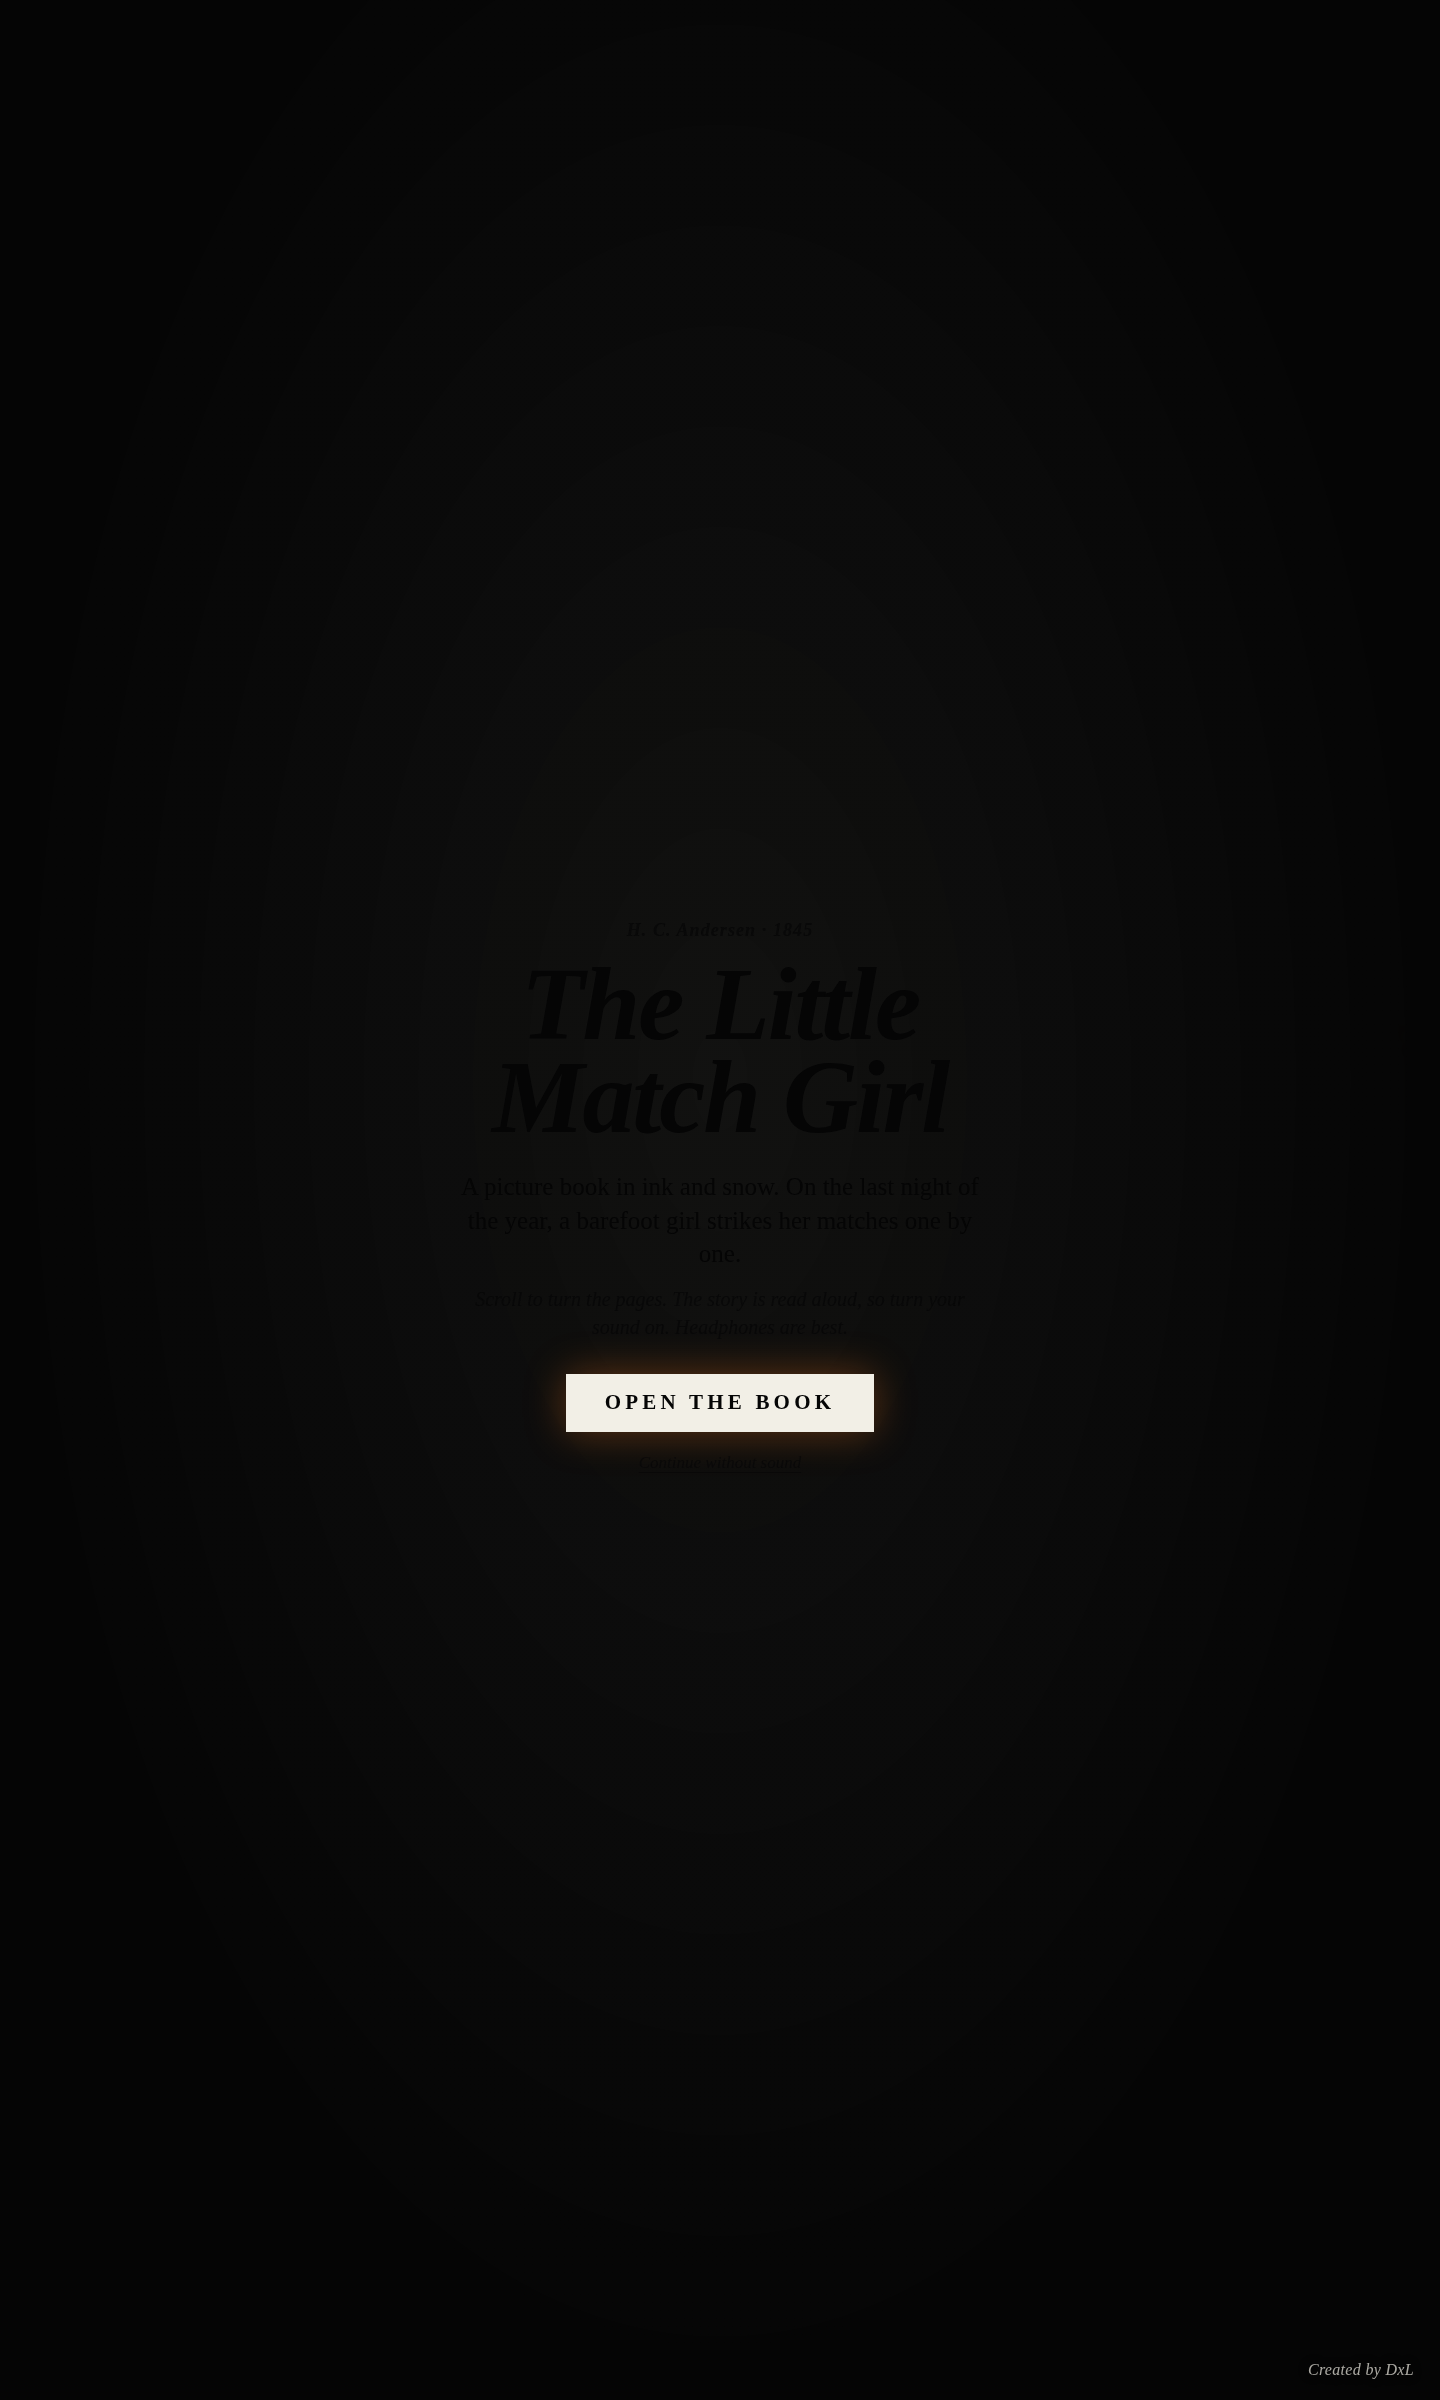 H. C. Andersen · 1845
The Little
Match Girl
A picture book in ink and snow. On the last night of
the year, a barefoot girl strikes her matches one by
one.
Scroll to turn the pages. The story is read aloud, so turn your
sound on. Headphones are best.
OPEN THE BOOK
Continue without sound
Created by DxL